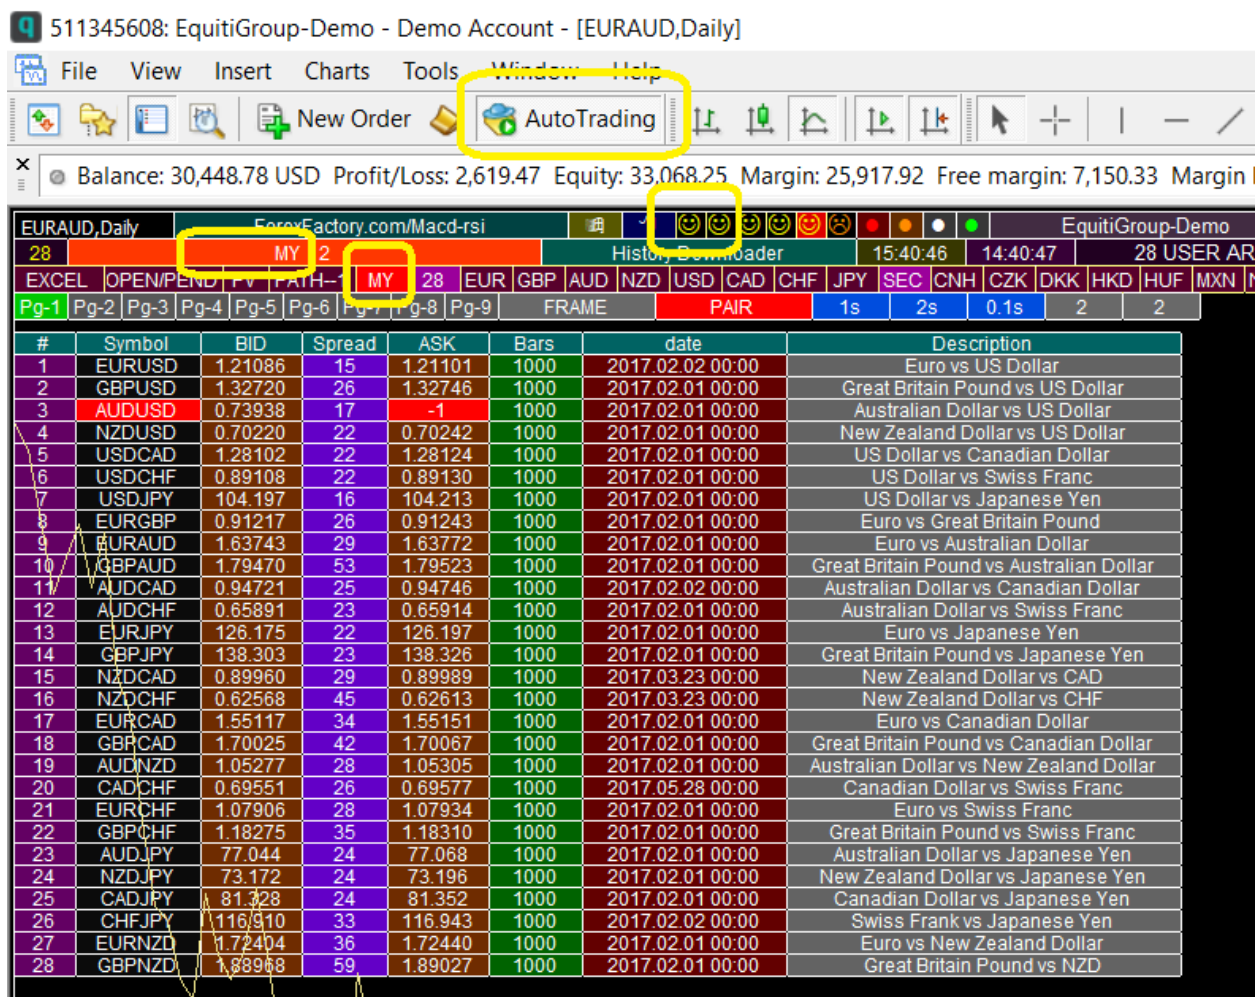 511345608: EquitiGroup-Demo - Demo Account - [EURAUD,Daily]
File View Insert Charts Tools Window Help
New Order AutoTrading
Balance: 30,448.78 USD Profit/Loss: 2,619.47 Equity: 33,068.25 Margin: 25,917.92 Free margin: 7,150.33 Margin
EURAUD,Daily ForexFactory.com/Macd-rsi EquitiGroup-Demo
28 MY 2 History Downloader 15:40:46 14:40:47 28 USER AR
EXCEL OPEN/PEND PV PATH--1 MY 28 EUR GBP AUD NZD USD CAD CHF JPY SEC CNH CZK DKK HKD HUF MXN
Pg-1 Pg-2 Pg-3 Pg-4 Pg-5 Pg-6 Pg-7 Pg-8 Pg-9 FRAME PAIR 1s 2s 0.1s 2 2
# Symbol BID Spread ASK Bars date Description
1 EURUSD 1.21086 15 1.21101 1000 2017.02.02 00:00 Euro vs US Dollar
2 GBPUSD 1.32720 26 1.32746 1000 2017.02.01 00:00 Great Britain Pound vs US Dollar
3 AUDUSD 0.73938 17 -1 1000 2017.02.01 00:00 Australian Dollar vs US Dollar
4 NZDUSD 0.70220 22 0.70242 1000 2017.02.01 00:00 New Zealand Dollar vs US Dollar
5 USDCAD 1.28102 22 1.28124 1000 2017.02.01 00:00 US Dollar vs Canadian Dollar
6 USDCHF 0.89108 22 0.89130 1000 2017.02.01 00:00 US Dollar vs Swiss Franc
7 USDJPY 104.197 16 104.213 1000 2017.02.01 00:00 US Dollar vs Japanese Yen
8 EURGBP 0.91217 26 0.91243 1000 2017.02.01 00:00 Euro vs Great Britain Pound
9 EURAUD 1.63743 29 1.63772 1000 2017.02.01 00:00 Euro vs Australian Dollar
10 GBPAUD 1.79470 53 1.79523 1000 2017.02.01 00:00 Great Britain Pound vs Australian Dollar
11 AUDCAD 0.94721 25 0.94746 1000 2017.02.02 00:00 Australian Dollar vs Canadian Dollar
12 AUDCHF 0.65891 23 0.65914 1000 2017.02.01 00:00 Australian Dollar vs Swiss Franc
13 EURJPY 126.175 22 126.197 1000 2017.02.01 00:00 Euro vs Japanese Yen
14 GBPJPY 138.303 23 138.326 1000 2017.02.01 00:00 Great Britain Pound vs Japanese Yen
15 NZDCAD 0.89960 29 0.89989 1000 2017.03.23 00:00 New Zealand Dollar vs CAD
16 NZDCHF 0.62568 45 0.62613 1000 2017.03.23 00:00 New Zealand Dollar vs CHF
17 EURCAD 1.55117 34 1.55151 1000 2017.02.01 00:00 Euro vs Canadian Dollar
18 GBPCAD 1.70025 42 1.70067 1000 2017.02.01 00:00 Great Britain Pound vs Canadian Dollar
19 AUDNZD 1.05277 28 1.05305 1000 2017.02.01 00:00 Australian Dollar vs New Zealand Dollar
20 CADCHF 0.69551 26 0.69577 1000 2017.05.28 00:00 Canadian Dollar vs Swiss Franc
21 EURCHF 1.07906 28 1.07934 1000 2017.02.01 00:00 Euro vs Swiss Franc
22 GBPCHF 1.18275 35 1.18310 1000 2017.02.01 00:00 Great Britain Pound vs Swiss Franc
23 AUDJPY 77.044 24 77.068 1000 2017.02.01 00:00 Australian Dollar vs Japanese Yen
24 NZDJPY 73.172 24 73.196 1000 2017.02.01 00:00 New Zealand Dollar vs Japanese Yen
25 CADJPY 81.328 24 81.352 1000 2017.02.01 00:00 Canadian Dollar vs Japanese Yen
26 CHFJPY 116.910 33 116.943 1000 2017.02.02 00:00 Swiss Frank vs Japanese Yen
27 EURNZD 1.72404 36 1.72440 1000 2017.02.01 00:00 Euro vs New Zealand Dollar
28 GBPNZD 1.88968 59 1.89027 1000 2017.02.01 00:00 Great Britain Pound vs NZD